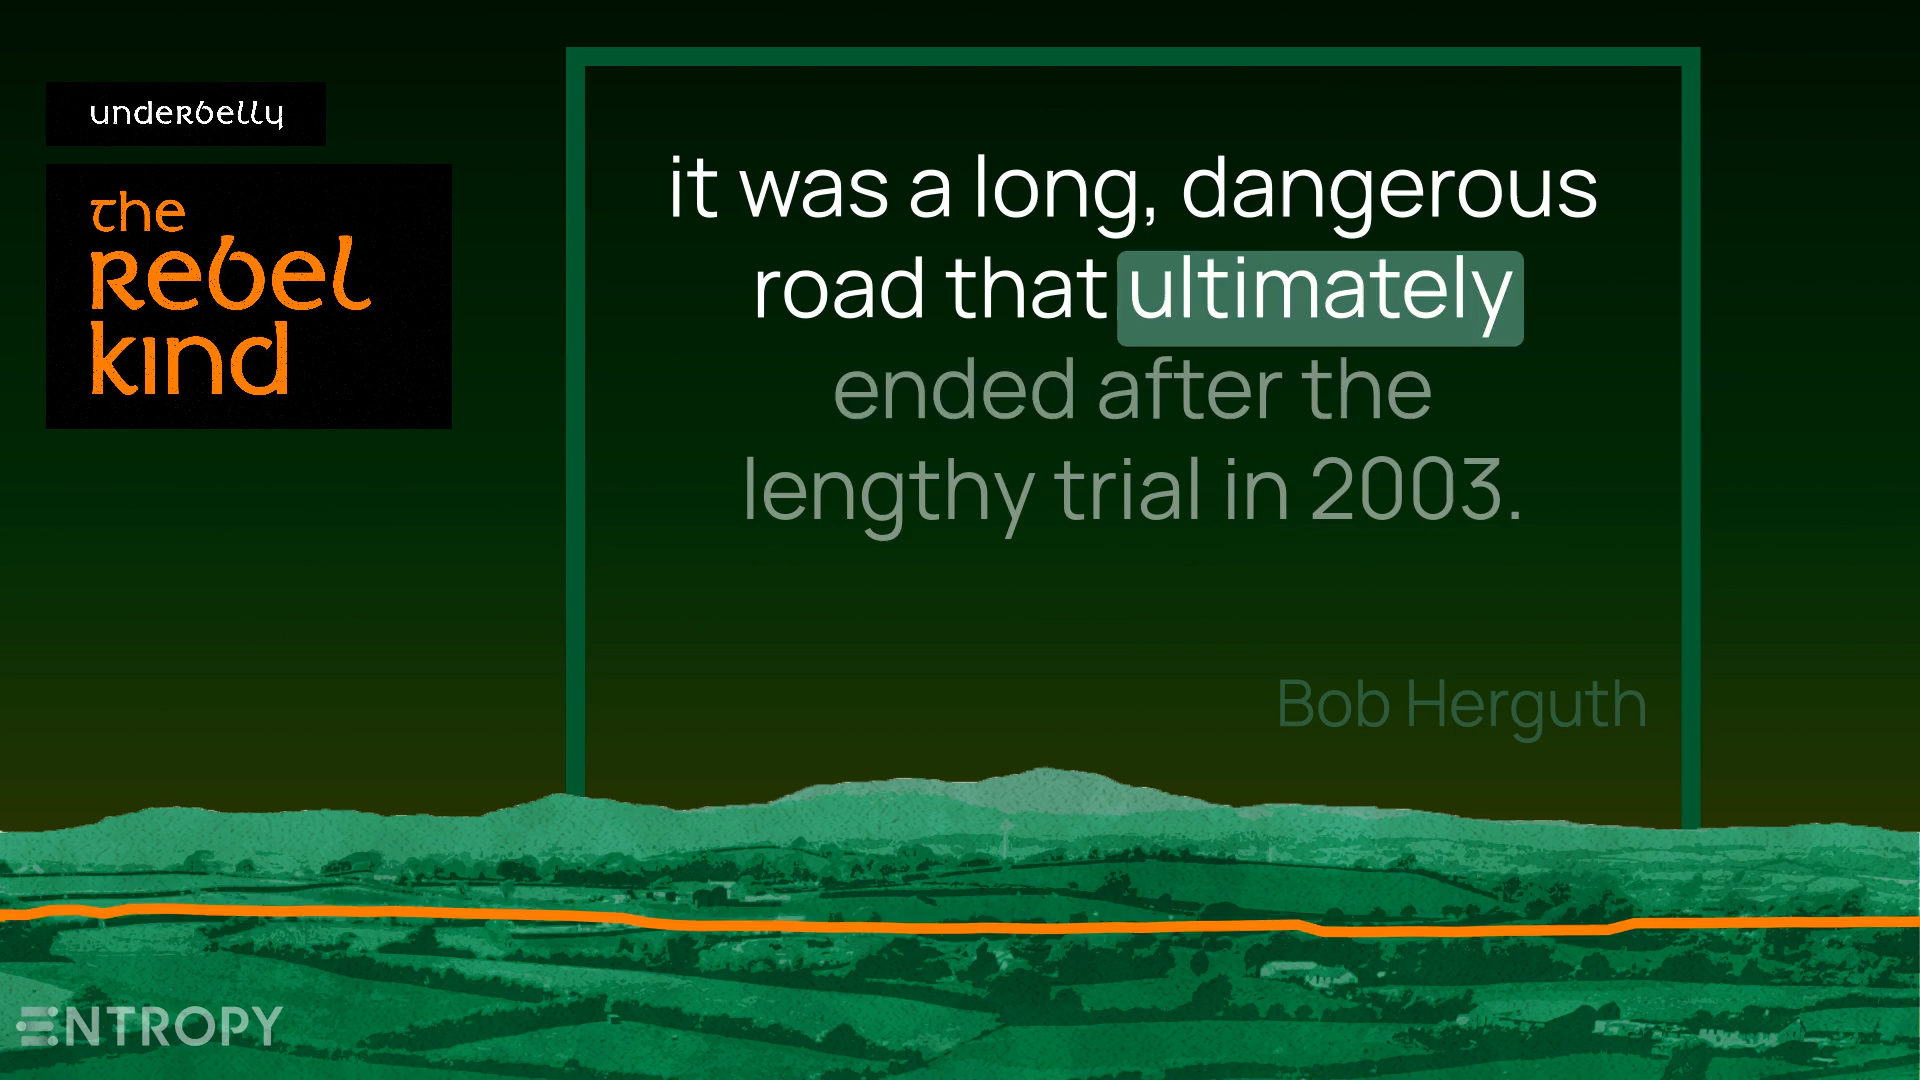 underbelly
the
Rebel
kind
it was a long, dangerous
road that ultimately
ended after the
lengthy trial in 2003.
Bob Herguth
ENTROPY